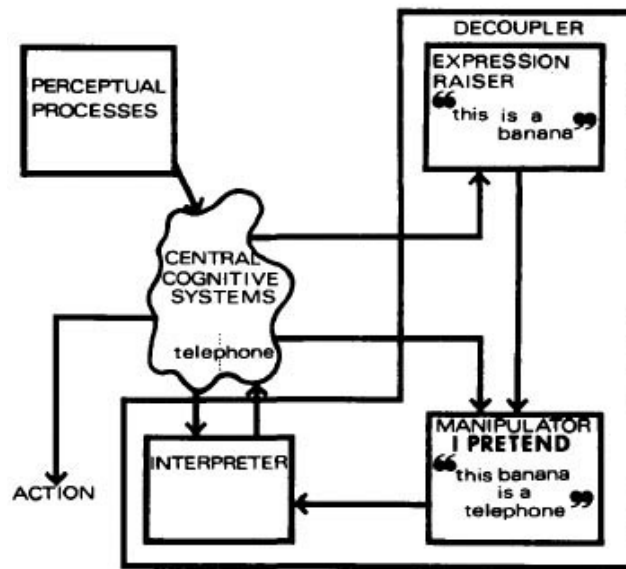 DECOUPLER
PERCEPTUAL
PROCESSES
EXPRESSION
RAISER
“this is a
banana”
CENTRAL
COGNITIVE
SYSTEMS
telephone
MANIPULATOR
I PRETEND
“this banana
is a
telephone”
INTERPRETER
ACTION